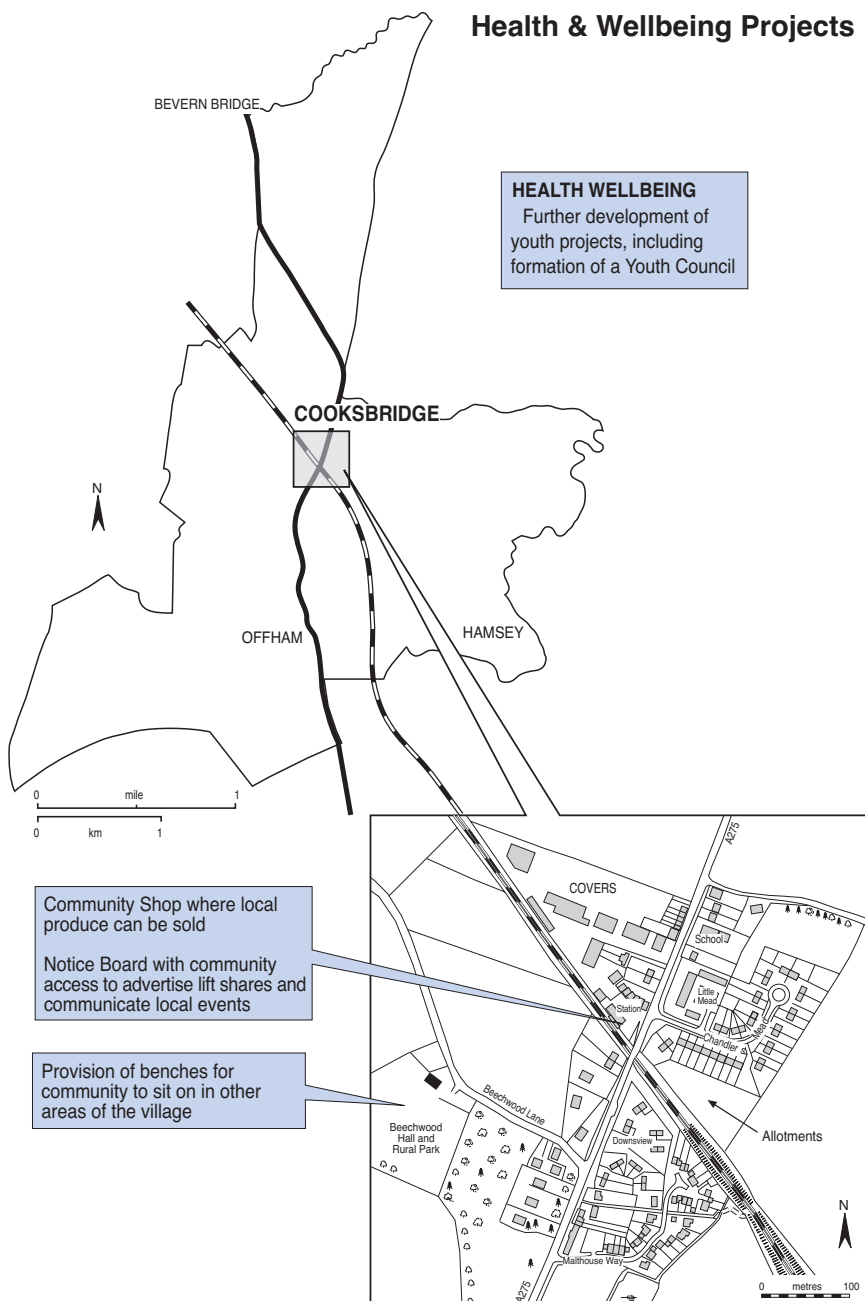 Health & Wellbeing Projects
BEVERN BRIDGE
HEALTH WELLBEING
Further development of
youth projects, including
formation of a Youth Council
COOKSBRIDGE
N
OFFHAM
HAMSEY
0 mile 1
0 km 1
A275
COVERS
School
Little
Mead
Station
Chandler's
Mead
Community Shop where local
produce can be sold
Notice Board with community
access to advertise lift shares and
communicate local events
Provision of benches for
community to sit on in other
areas of the village
Beechwood Lane
Beechwood
Hall and
Rural Park
Downsview
Allotments
Malthouse Way
A275
N
0 metres 100